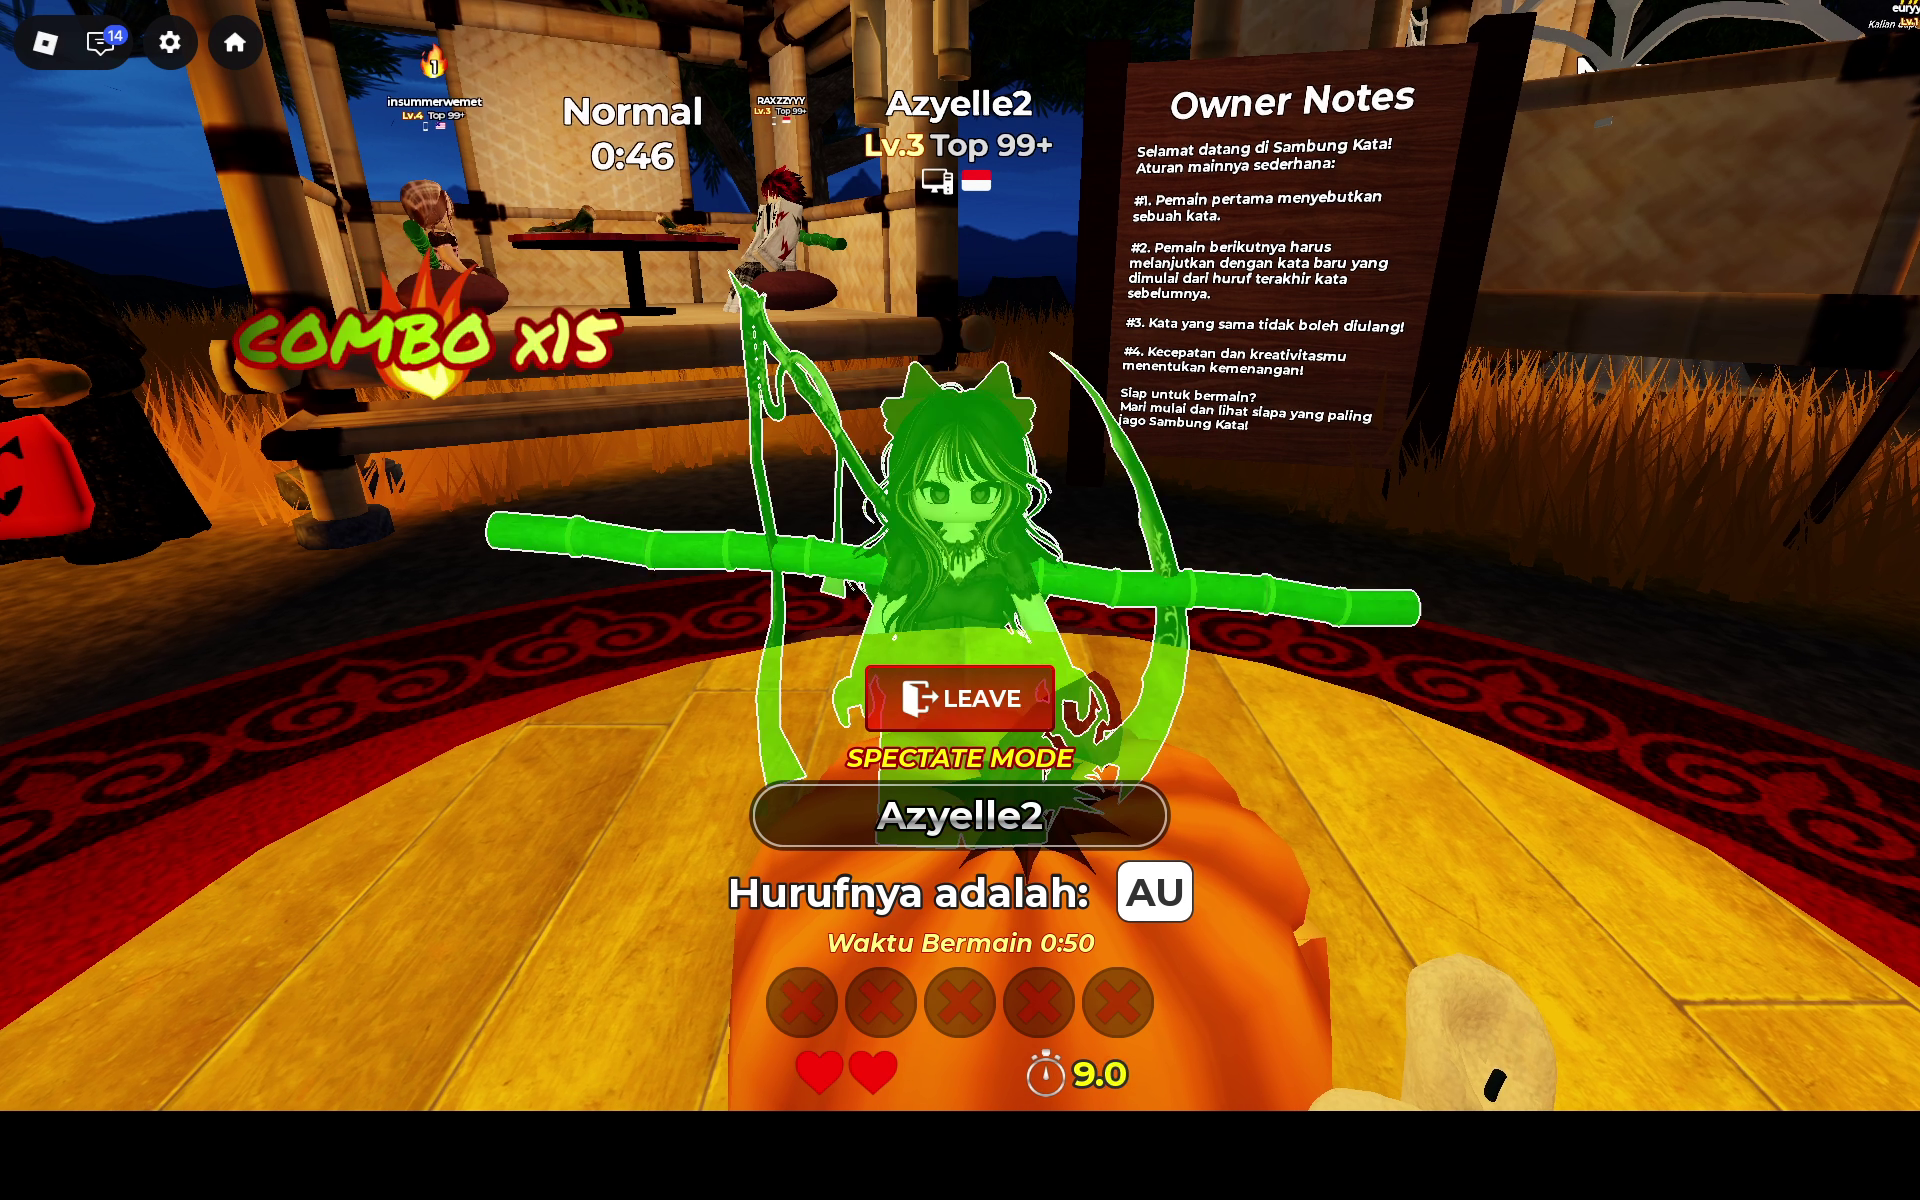 14
1
insummerwemet
Lv.4 Top 99+
Normal
0:46
RAXZZYYY
Lv.3 Top 99+
Azyelle2
Lv.3 Top 99+
Owner Notes
Selamat datang di Sambung Kata!
Aturan mainnya sederhana:
#1. Pemain pertama menyebutkan
sebuah kata.
#2. Pemain berikutnya harus
melanjutkan dengan kata baru yang
dimulai dari huruf terakhir kata
sebelumnya.
#3. Kata yang sama tidak boleh diulang!
#4. Kecepatan dan kreativitasmu
menentukan kemenangan!
Siap untuk bermain?
Mari mulai dan lihat siapa yang paling
jago Sambung Kata!
COMBO x15
LEAVE
SPECTATE MODE
Azyelle2
Hurufnya adalah: AU
Waktu Bermain 0:50
9.0